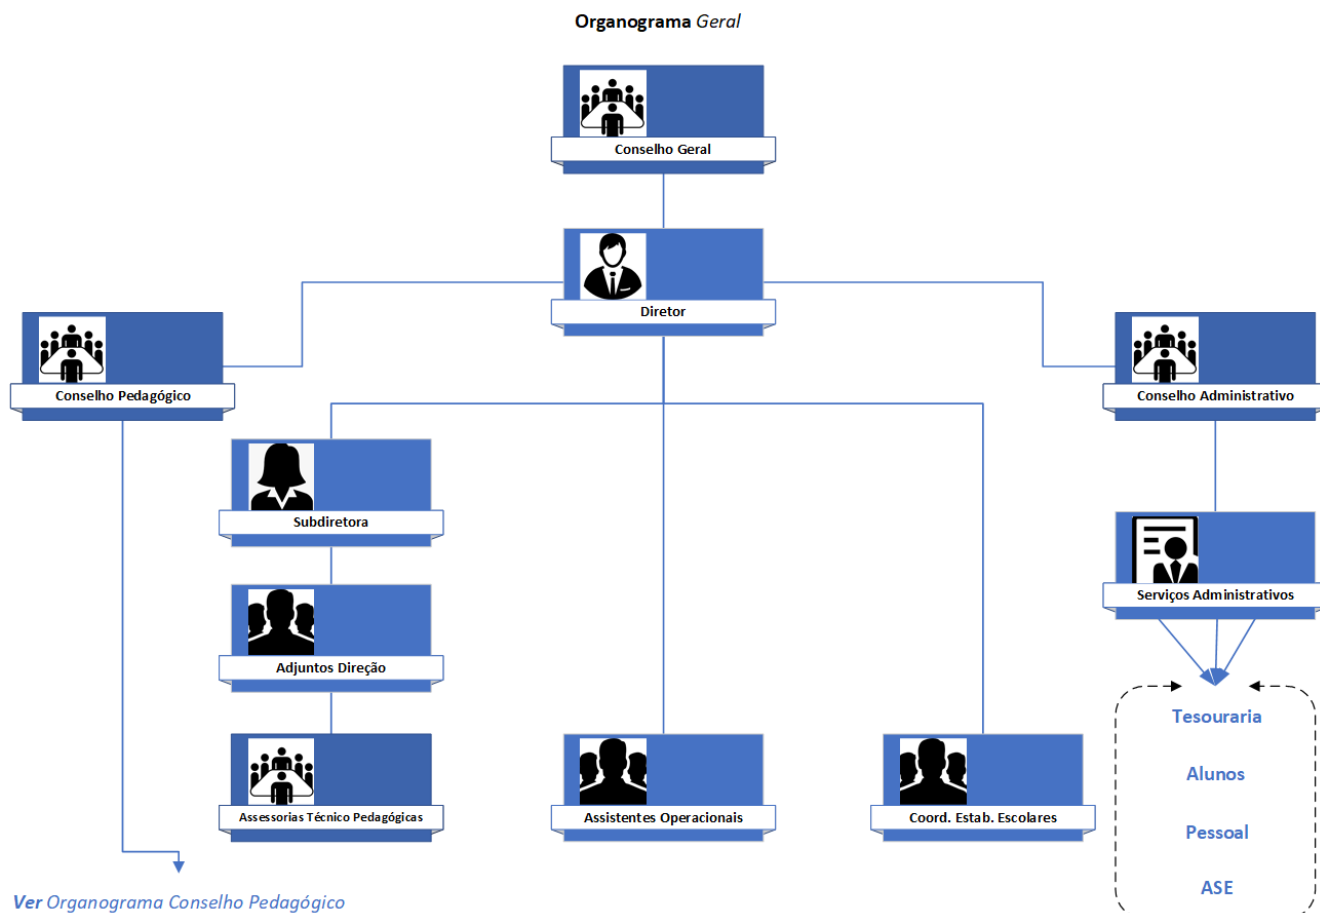 Organograma Geral
Conselho Geral
Diretor
Conselho Pedagógico
Conselho Administrativo
Subdiretora
Serviços Administrativos
Adjuntos Direção
Tesouraria
Alunos
Assessorias Técnico Pedagógicas
Assistentes Operacionais
Coord. Estab. Escolares
Pessoal
ASE
Ver Organograma Conselho Pedagógico